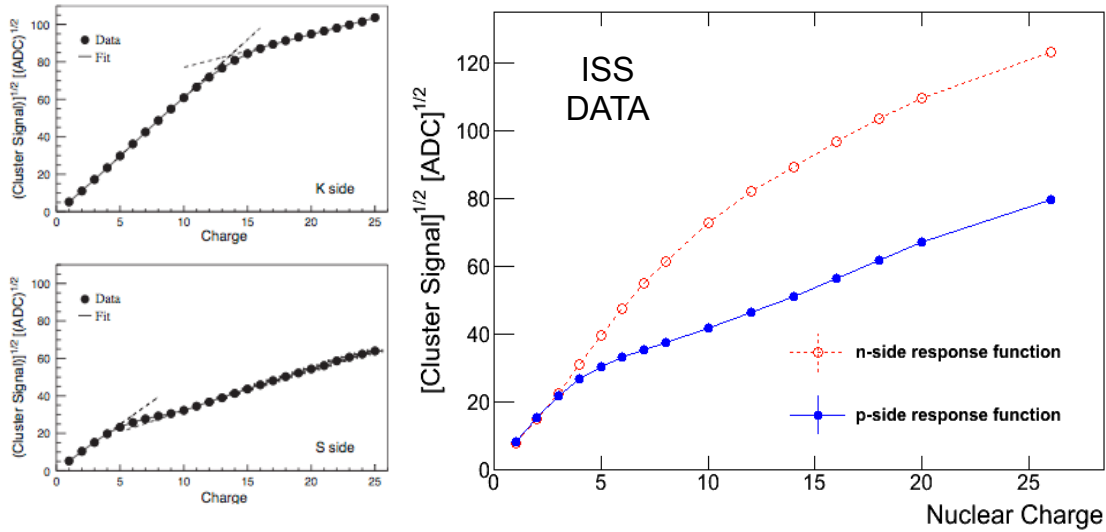 (Cluster Signal)]^1/2 [(ADC)^1/2
100
80
60
40
20
0
Data
Fit
K side
0 5 10 15 20 25
Charge
(Cluster Signal)]^1/2 [(ADC)^1/2
100
80
60
40
20
0
Data
Fit
S side
0 5 10 15 20 25
Charge
[Cluster Signal]^1/2 [ADC]^1/2
120
100
80
60
40
20
0
ISS
DATA
n-side response function
p-side response function
0 5 10 15 20 25
Nuclear Charge